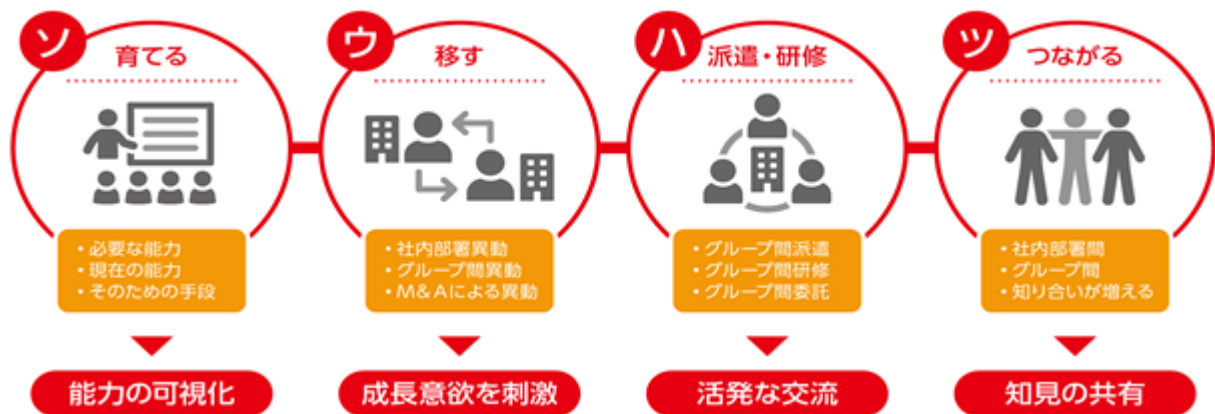 ソ
育てる
・必要な能力
・現在の能力
・そのための手段
能力の可視化
ウ
移す
・社内部署異動
・グループ間異動
・M&Aによる異動
成長意欲を刺激
ハ
派遣・研修
・グループ間派遣
・グループ間研修
・グループ間委託
活発な交流
ツ
つながる
・社内部署間
・グループ間
・知り合いが増える
知見の共有